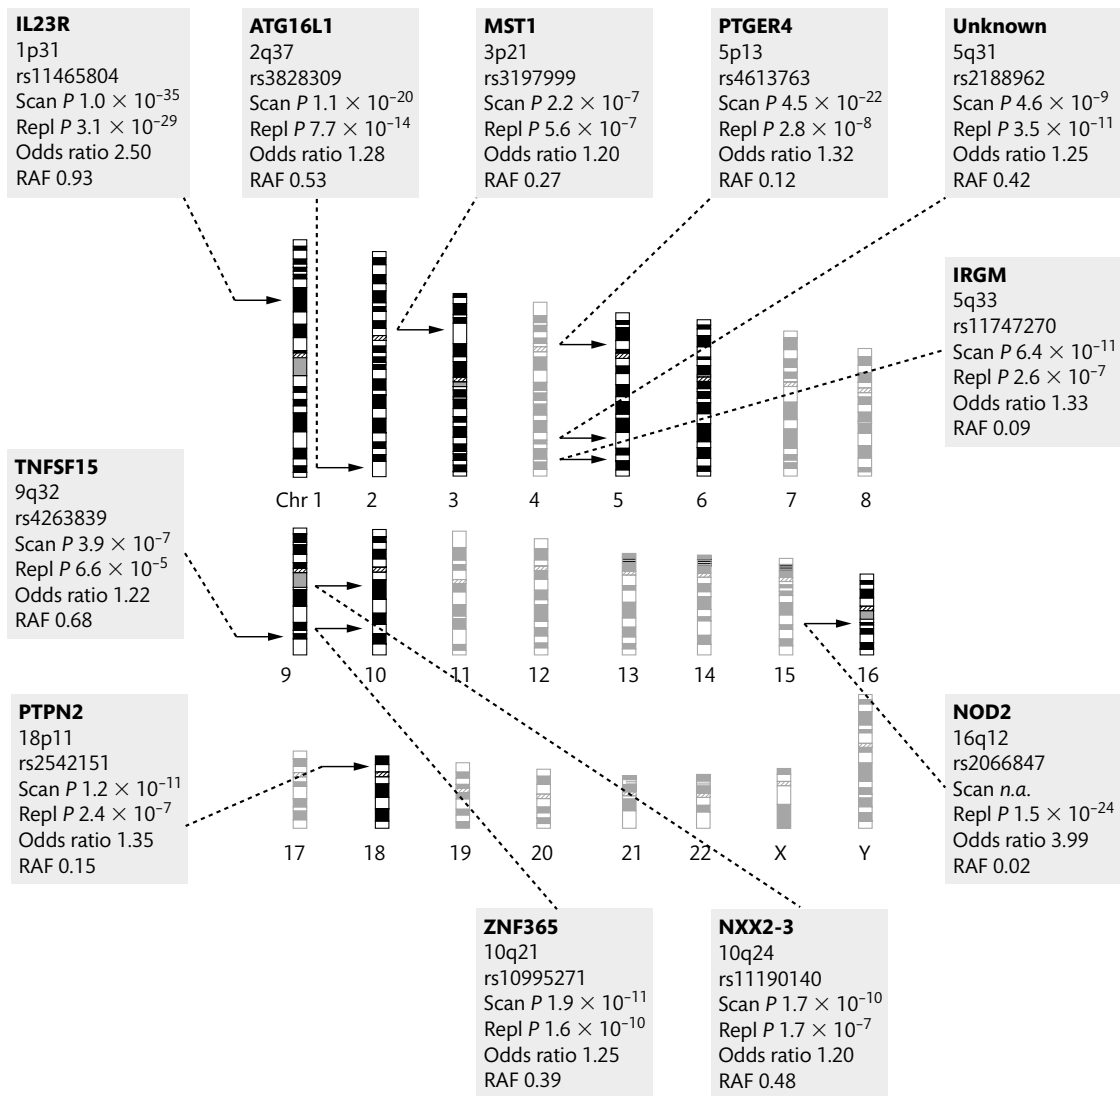 IL23R
1p31
rs11465804
Scan P 1.0 × 10⁻³⁵
Repl P 3.1 × 10⁻²⁹
Odds ratio 2.50
RAF 0.93
ATG16L1
2q37
rs3828309
Scan P 1.1 × 10⁻²⁰
Repl P 7.7 × 10⁻¹⁴
Odds ratio 1.28
RAF 0.53
MST1
3p21
rs3197999
Scan P 2.2 × 10⁻⁷
Repl P 5.6 × 10⁻⁷
Odds ratio 1.20
RAF 0.27
PTGER4
5p13
rs4613763
Scan P 4.5 × 10⁻²²
Repl P 2.8 × 10⁻⁸
Odds ratio 1.32
RAF 0.12
Unknown
5q31
rs2188962
Scan P 4.6 × 10⁻⁹
Repl P 3.5 × 10⁻¹¹
Odds ratio 1.25
RAF 0.42
IRGM
5q33
rs11747270
Scan P 6.4 × 10⁻¹¹
Repl P 2.6 × 10⁻⁷
Odds ratio 1.33
RAF 0.09
TNFSF15
9q32
rs4263839
Scan P 3.9 × 10⁻⁷
Repl P 6.6 × 10⁻⁵
Odds ratio 1.22
RAF 0.68
Chr 1 2 3 4 5 6 7 8
9 10 11 12 13 14 15 16
PTPN2
18p11
rs2542151
Scan P 1.2 × 10⁻¹¹
Repl P 2.4 × 10⁻⁷
Odds ratio 1.35
RAF 0.15
NOD2
16q12
rs2066847
Scan n.a.
Repl P 1.5 × 10⁻²⁴
Odds ratio 3.99
RAF 0.02
17 18 19 20 21 22 X Y
ZNF365
10q21
rs10995271
Scan P 1.9 × 10⁻¹¹
Repl P 1.6 × 10⁻¹⁰
Odds ratio 1.25
RAF 0.39
NXX2-3
10q24
rs11190140
Scan P 1.7 × 10⁻¹⁰
Repl P 1.7 × 10⁻⁷
Odds ratio 1.20
RAF 0.48